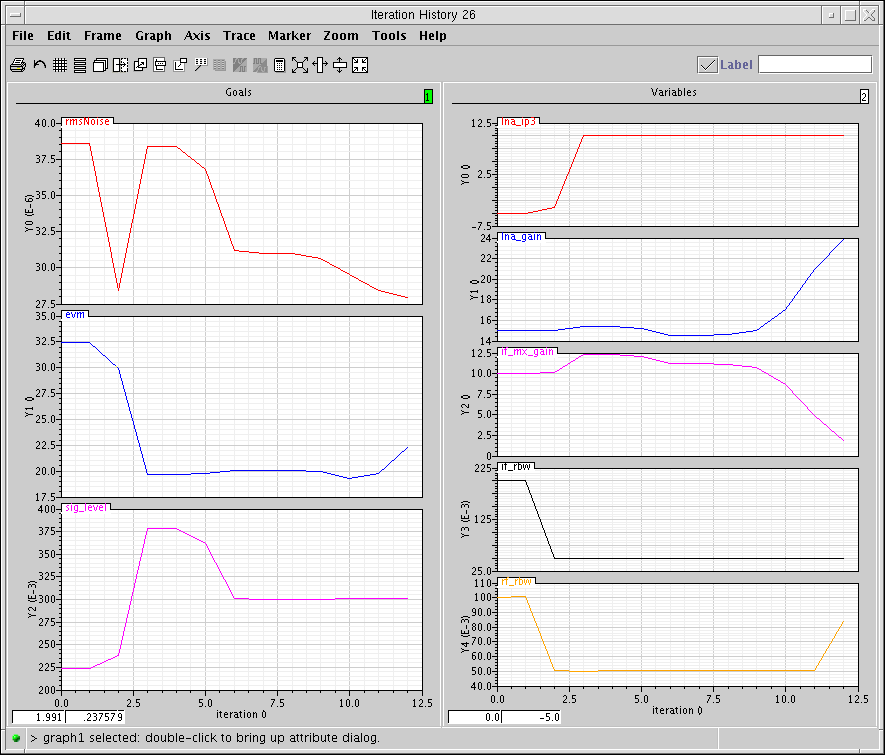 Iteration History 26
File Edit Frame Graph Axis Trace Marker Zoom Tools Help
Label
Goals
1
rmsNoise
40.0
37.5
35.0
32.5
30.0
27.5
Y0 (E-6)
evm
35.0
32.5
30.0
27.5
25.0
22.5
20.0
17.5
Y1 ()
sig_level
400
375
350
325
300
275
250
225
200
Y2 (E-3)
0.0 2.5 5.0 7.5 10.0 12.5
iteration ()
1.991 .237579
Variables
2
lna_ip3
12.5
2.5
-7.5
Y0 ()
lna_gain
24
22
20
18
16
14
Y1 ()
if_mx_gain
12.5
10.0
7.5
5.0
2.5
0
Y2 ()
if_rbw
225
125
25.0
Y3 (E-3)
rf_rbw
110
100
90.0
80.0
70.0
60.0
50.0
40.0
Y4 (E-3)
0.0 2.5 5.0 7.5 10.0 12.5
iteration ()
0.0 -5.0
> graph1 selected: double-click to bring up attribute dialog.